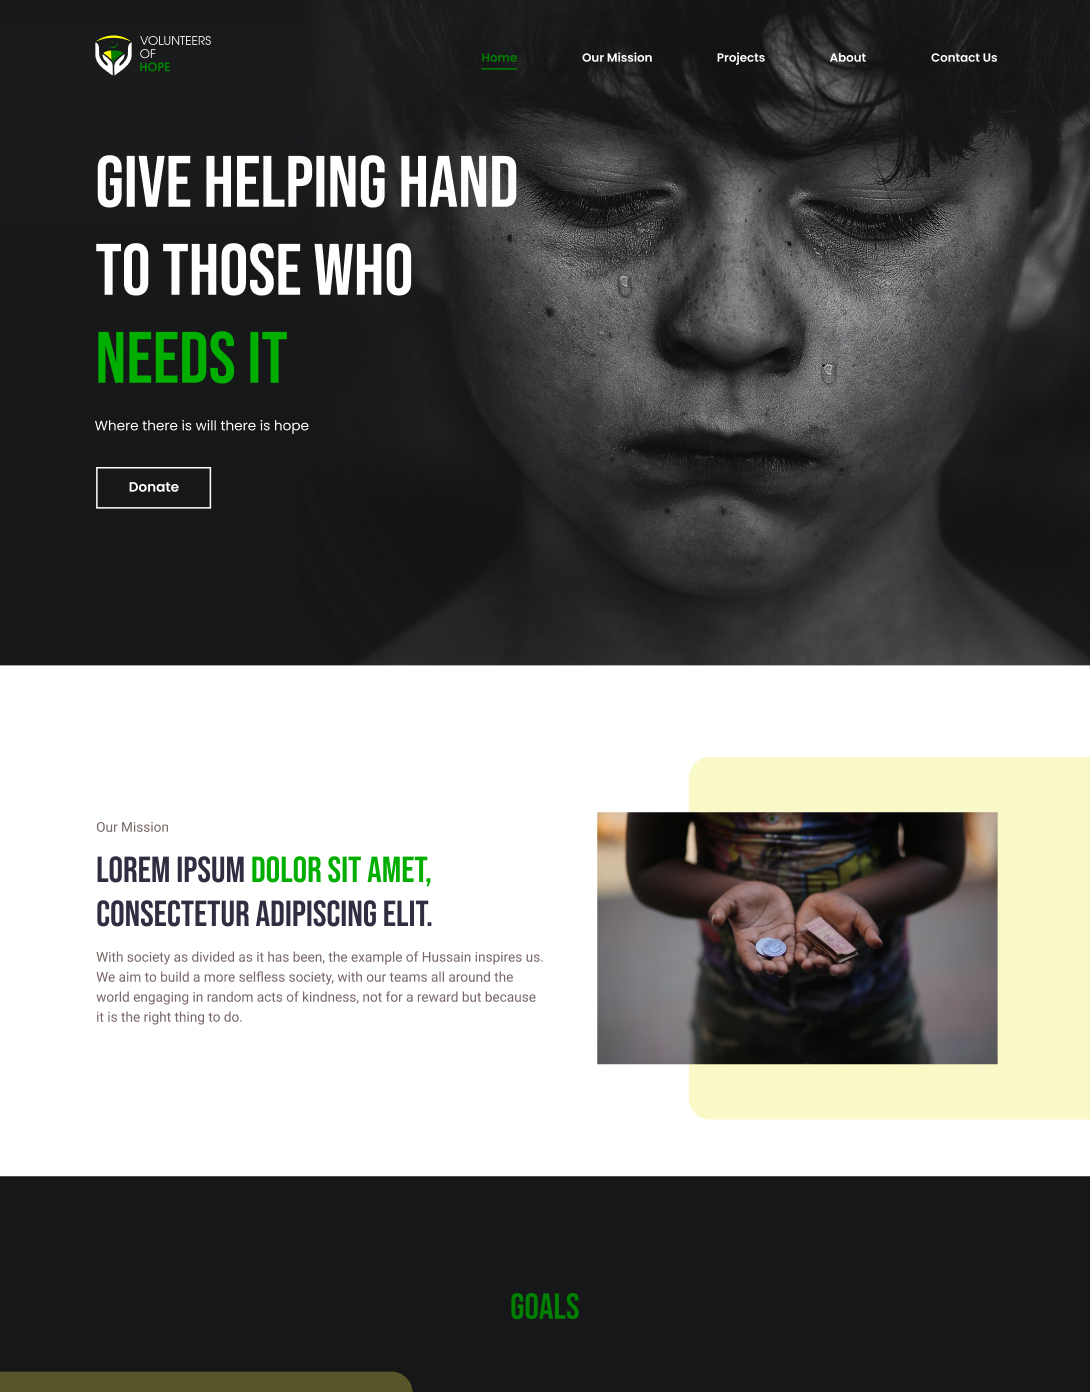 VOLUNTEERS
OF
HOPE
Home
Our Mission
Projects
About
Contact Us
GIVE HELPING HAND
TO THOSE WHO
NEEDS IT
Where there is will there is hope
Donate
Our Mission
LOREM IPSUM DOLOR SIT AMET,
CONSECTETUR ADIPISCING ELIT.
With society as divided as it has been, the example of Hussain inspires us.
We aim to build a more selfless society, with our teams all around the
world engaging in random acts of kindness, not for a reward but because
it is the right thing to do.
GOALS